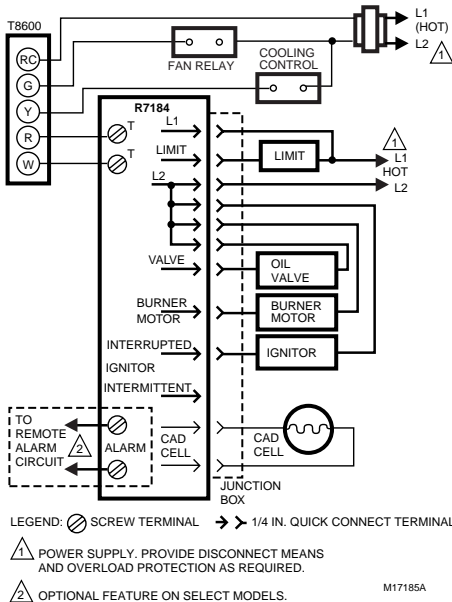 T8600
RC
G
Y
R
W
FAN RELAY
COOLING
CONTROL
L1
(HOT)
L2
1
R7184
T
T
L1
LIMIT
L2
VALVE
BURNER
MOTOR
INTERRUPTED
IGNITOR
INTERMITTENT
CAD
CELL
LIMIT
1
L1
HOT
L2
OIL
VALVE
BURNER
MOTOR
IGNITOR
TO
REMOTE
ALARM
CIRCUIT
2
ALARM
CAD
CELL
JUNCTION
BOX
LEGEND: SCREW TERMINAL 1/4 IN. QUICK CONNECT TERMINAL
1 POWER SUPPLY. PROVIDE DISCONNECT MEANS
AND OVERLOAD PROTECTION AS REQUIRED.
2 OPTIONAL FEATURE ON SELECT MODELS.
M17185A